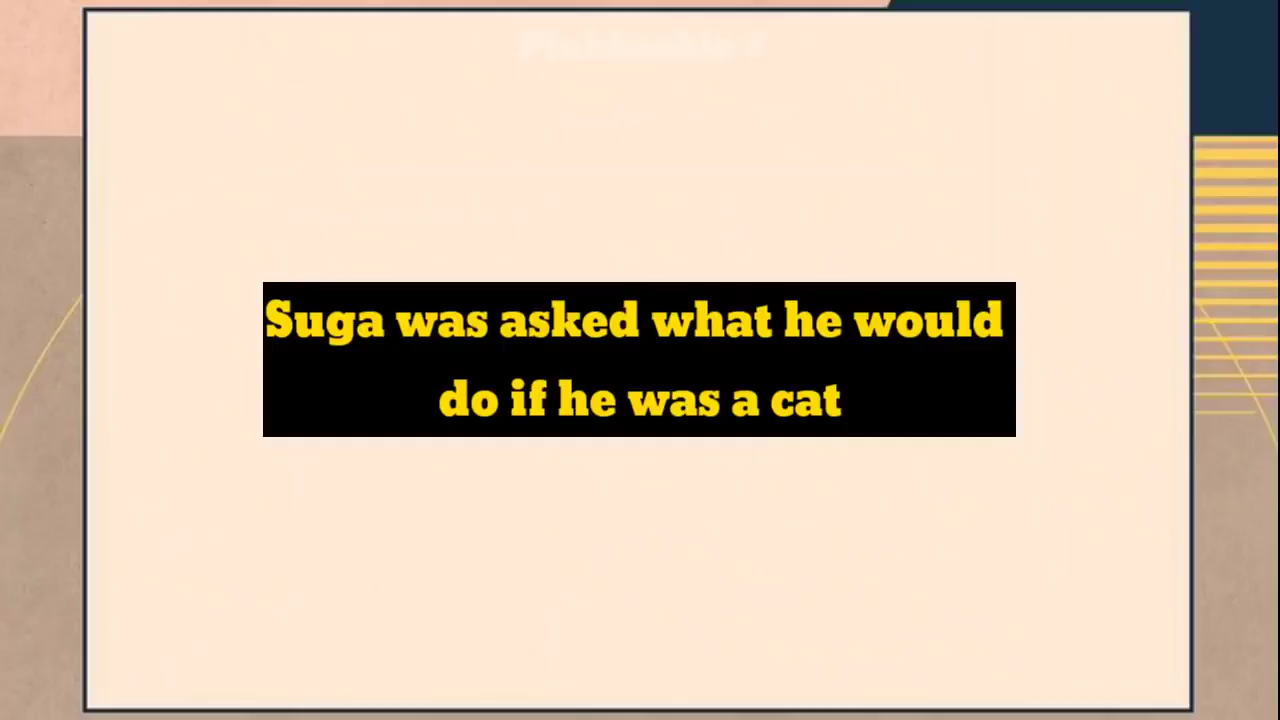 Suga was asked what he would
do if he was a cat